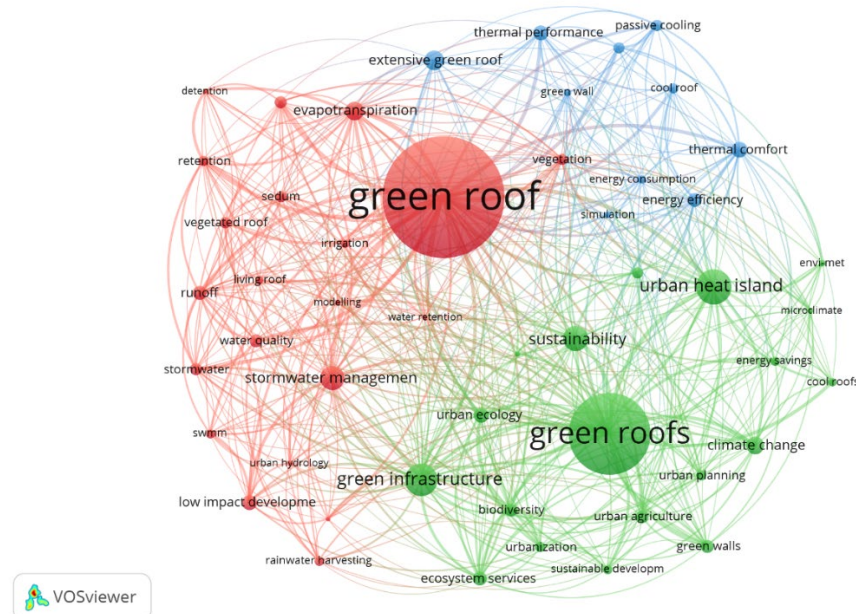 passive cooling
thermal performance
extensive green roof
green wall
cool roof
detention
evapotranspiration
thermal comfort
retention
vegetation
energy consumption
green roof
sedum
energy efficiency
simulation
vegetated roof
irrigation
envi-met
living roof
urban heat island
runoff
modelling
microclimate
water retention
water quality
sustainability
energy savings
stormwater
stormwater managemen
cool roofs
urban ecology
swmm
green roofs
climate change
urban hydrology
green infrastructure
urban planning
low impact developme
biodiversity
urban agriculture
urbanization
green walls
rainwater harvesting
sustainable developm
ecosystem services
VOSviewer